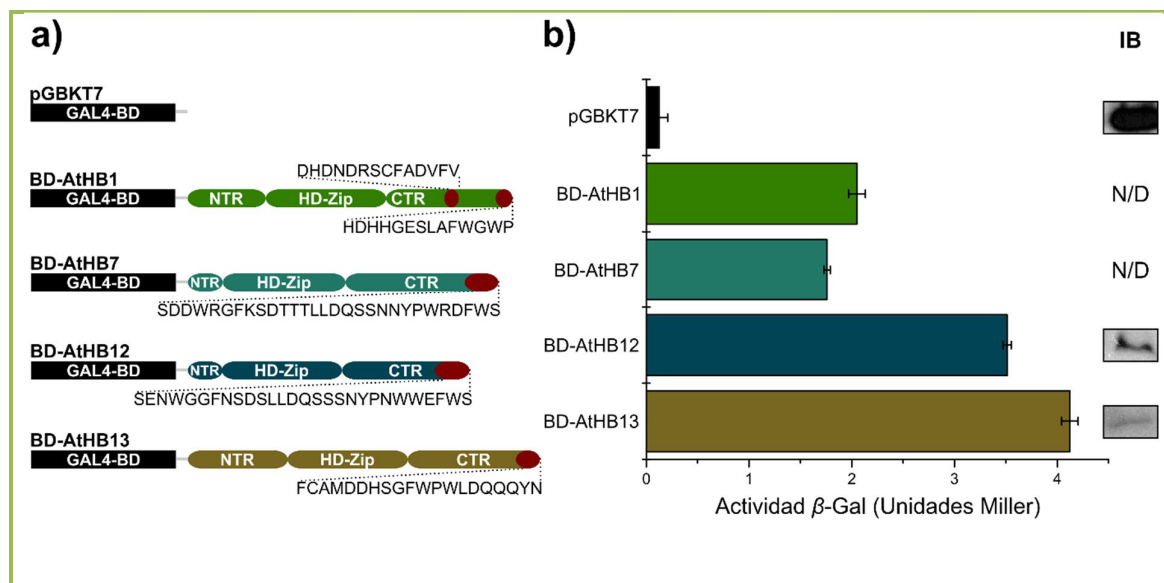 a)
pGBKT7
GAL4-BD
BD-AtHB1
DHDNDRSCFADVFV
GAL4-BD
NTR
HD-Zip
CTR
HDHHGESLAFWGWP
BD-AtHB7
GAL4-BD
NTR
HD-Zip
CTR
SDDWRGFKSDTTTLLDQSSNNYPWRDFWS
BD-AtHB12
GAL4-BD
NTR
HD-Zip
CTR
SENWGGFNSDSLLDQSSSNYPNWWEFWS
BD-AtHB13
GAL4-BD
NTR
HD-Zip
CTR
FCAMDDHSGFWPWLDQQQYN
b)
IB
pGBKT7
BD-AtHB1
N/D
BD-AtHB7
N/D
BD-AtHB12
BD-AtHB13
0 1 2 3 4
Actividad β-Gal (Unidades Miller)